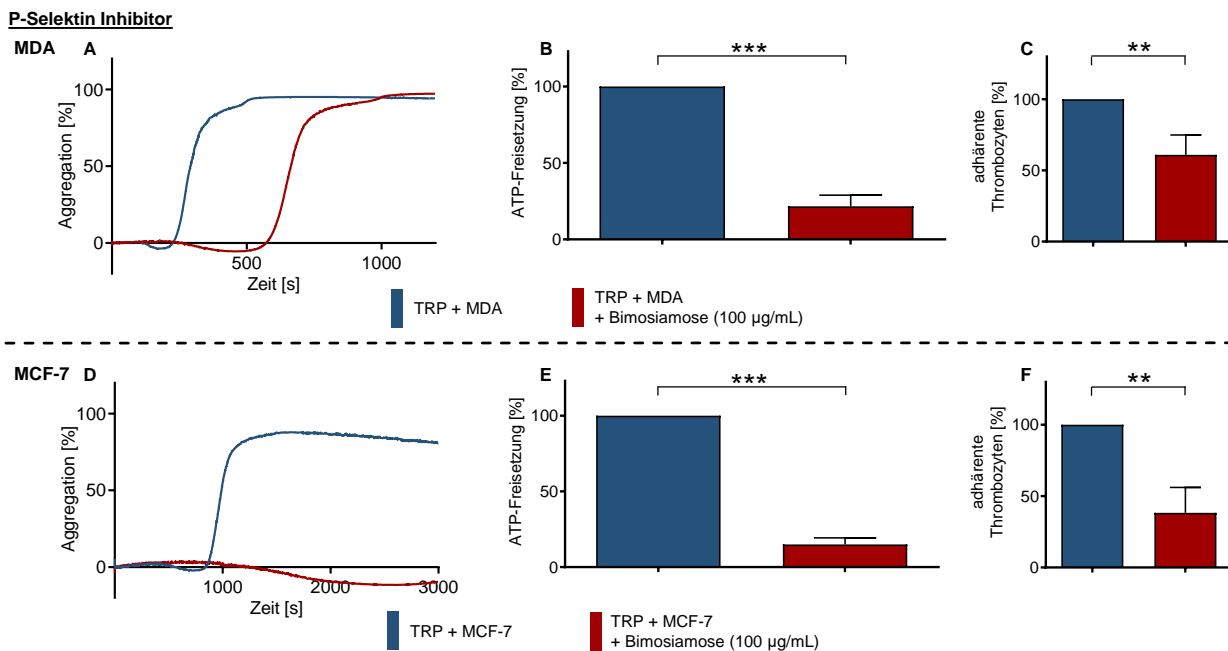 P-Selektin Inhibitor
MDA
A
Aggregation [%]
100
50
0
500
1000
Zeit [s]
B
***
ATP-Freisetzung [%]
100
50
0
C
**
adhärente
Thrombozyten [%]
100
50
0
TRP + MDA
TRP + MDA
+ Bimosiamose (100 µg/mL)
MCF-7
D
Aggregation [%]
100
50
0
1000
2000
3000
Zeit [s]
E
***
ATP-Freisetzung [%]
100
50
0
F
**
adhärente
Thrombozyten [%]
100
50
0
TRP + MCF-7
TRP + MCF-7
+ Bimosiamose (100 µg/mL)